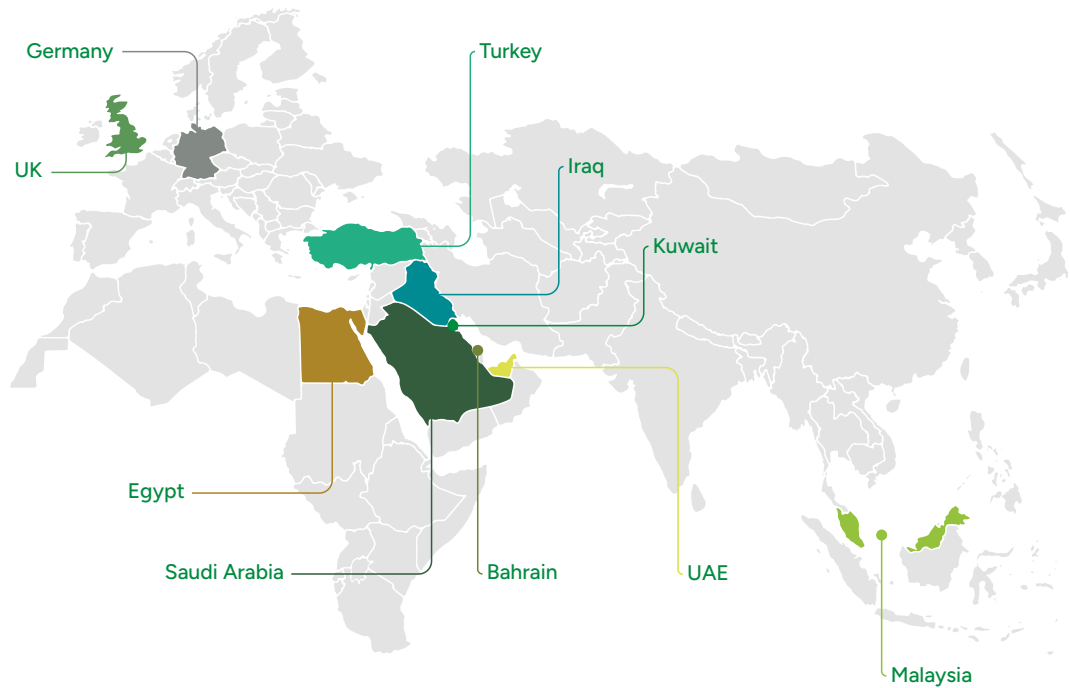 Germany
Turkey
UK
Iraq
Kuwait
Egypt
Saudi Arabia
Bahrain
UAE
Malaysia